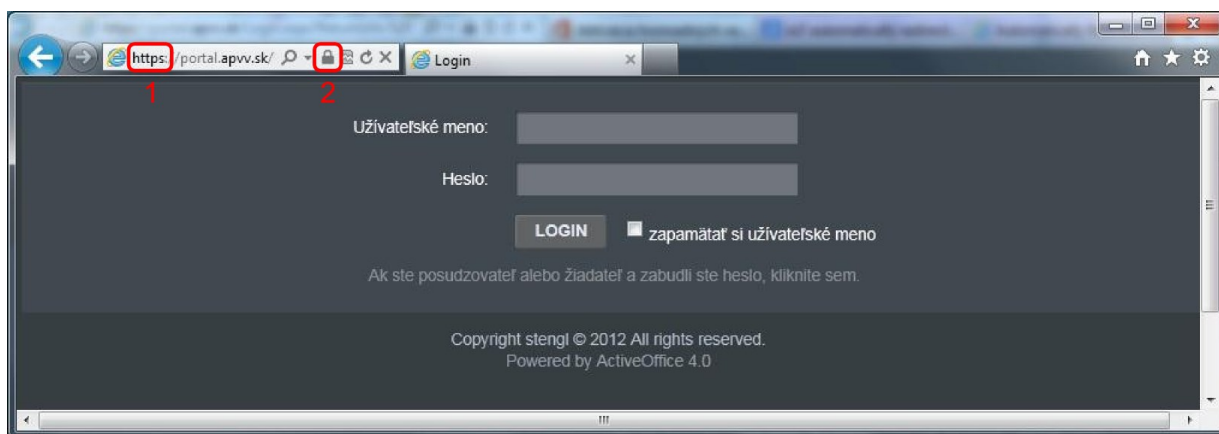 https://portal.apvv.sk/
Login
1
2
Užívateľské meno:
Heslo:
LOGIN
zapamätať si užívateľské meno
Ak ste posudzovateľ alebo žiadateľ a zabudli ste heslo, kliknite sem.
Copyright stengl © 2012 All rights reserved.
Powered by ActiveOffice 4.0